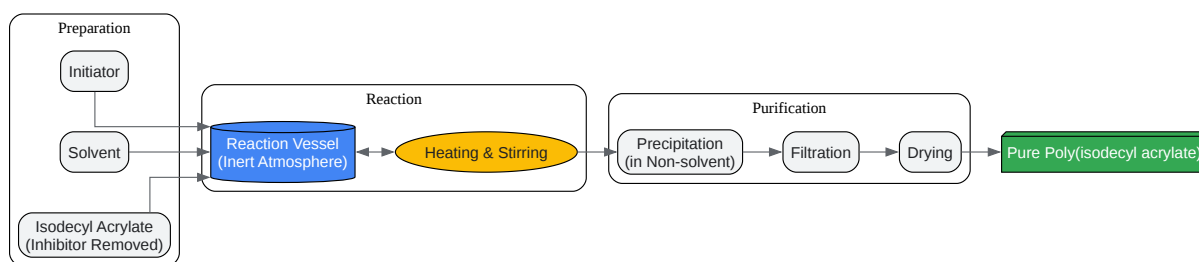 Preparation
Initiator
Solvent
Isodecyl Acrylate
(Inhibitor Removed)
Reaction
Reaction Vessel
(Inert Atmosphere)
Heating & Stirring
Purification
Precipitation
(in Non-solvent)
Filtration
Drying
Pure Poly(isodecyl acrylate)